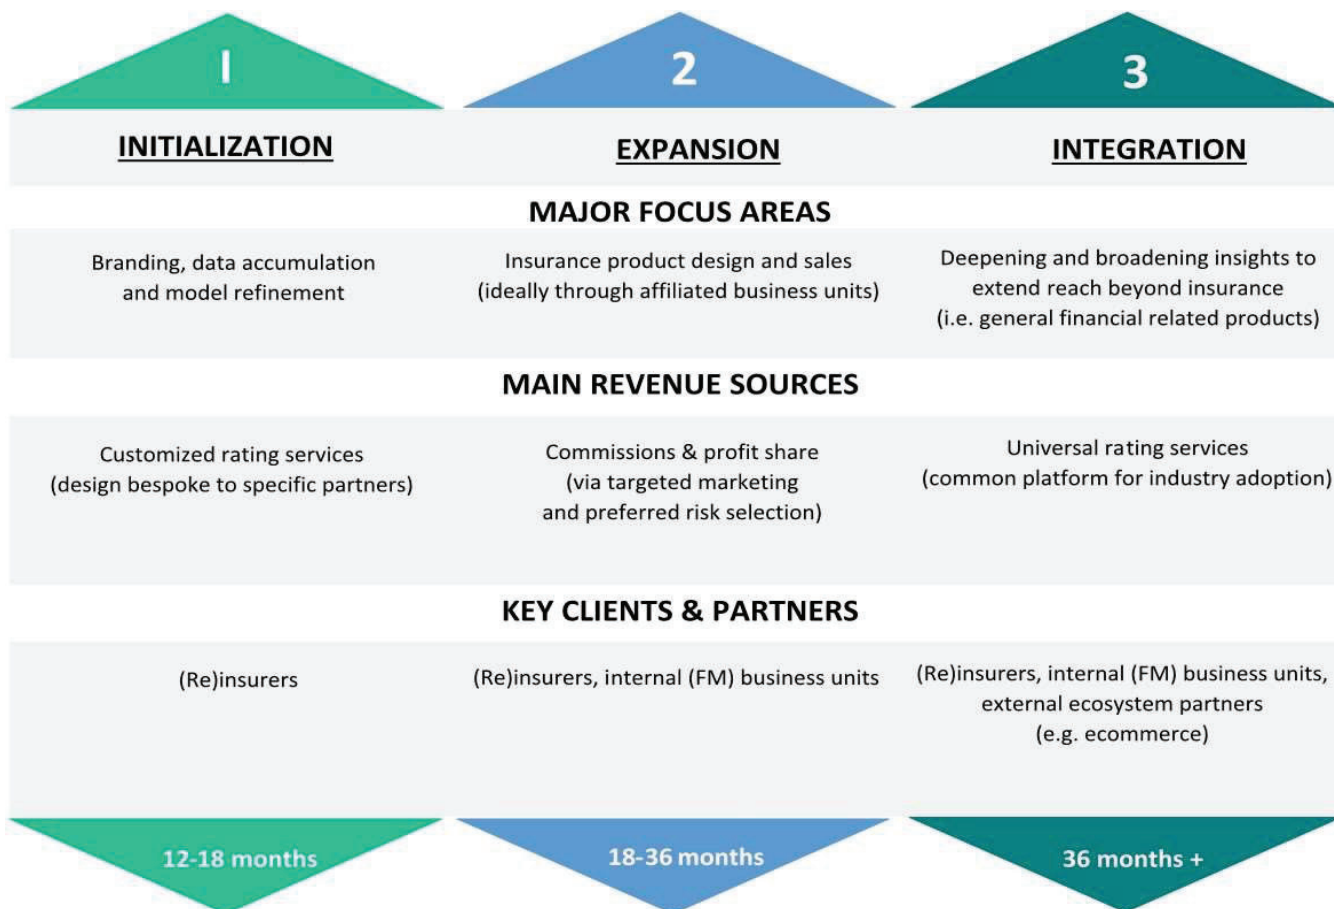 1
2
3
INITIALIZATION
EXPANSION
INTEGRATION
MAJOR FOCUS AREAS
Branding, data accumulation
and model refinement
Insurance product design and sales
(ideally through affiliated business units)
Deepening and broadening insights to
extend reach beyond insurance
(i.e. general financial related products)
MAIN REVENUE SOURCES
Customized rating services
(design bespoke to specific partners)
Commissions & profit share
(via targeted marketing
and preferred risk selection)
Universal rating services
(common platform for industry adoption)
KEY CLIENTS & PARTNERS
(Re)insurers
(Re)insurers, internal (FM) business units
(Re)insurers, internal (FM) business units,
external ecosystem partners
(e.g. ecommerce)
12-18 months
18-36 months
36 months +